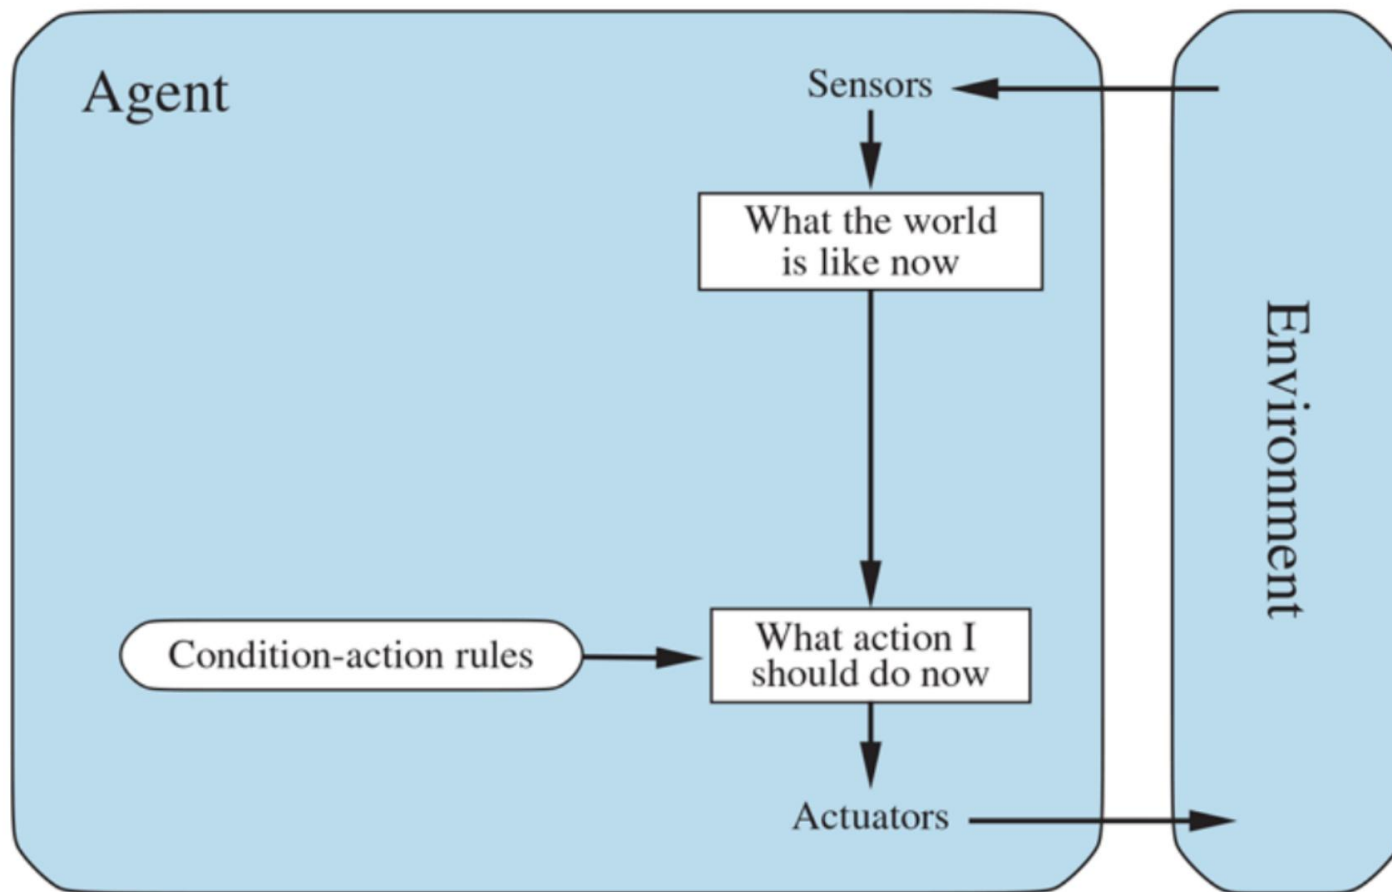 Agent
Sensors
What the world
is like now
Environment
Condition-action rules
What action I
should do now
Actuators